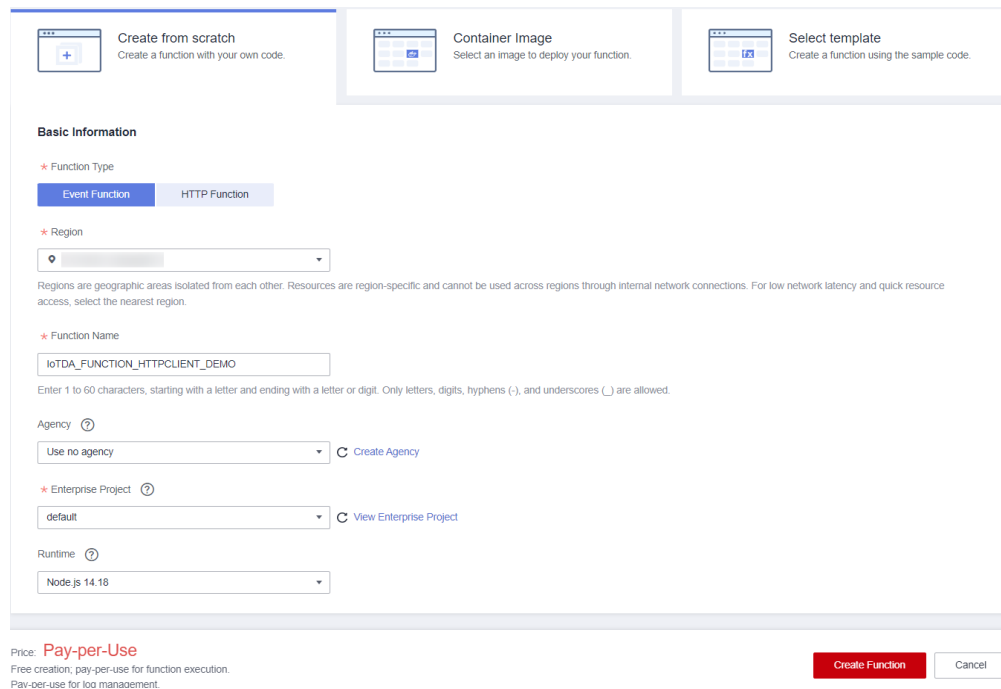 Create from scratch
Create a function with your own code.
Container Image
Select an image to deploy your function.
Select template
Create a function using the sample code.
Basic Information
* Function Type
Event Function
HTTP Function
* Region
Regions are geographic areas isolated from each other. Resources are region-specific and cannot be used across regions through internal network connections. For low network latency and quick resource
access, select the nearest region.
* Function Name
IoTDA_FUNCTION_HTTPCLIENT_DEMO
Enter 1 to 60 characters, starting with a letter and ending with a letter or digit. Only letters, digits, hyphens (-), and underscores (_) are allowed.
Agency ?
Use no agency
Create Agency
* Enterprise Project ?
default
View Enterprise Project
Runtime ?
Node.js 14.18
Price: Pay-per-Use
Free creation; pay-per-use for function execution.
Pay-per-use for log management.
Create Function
Cancel